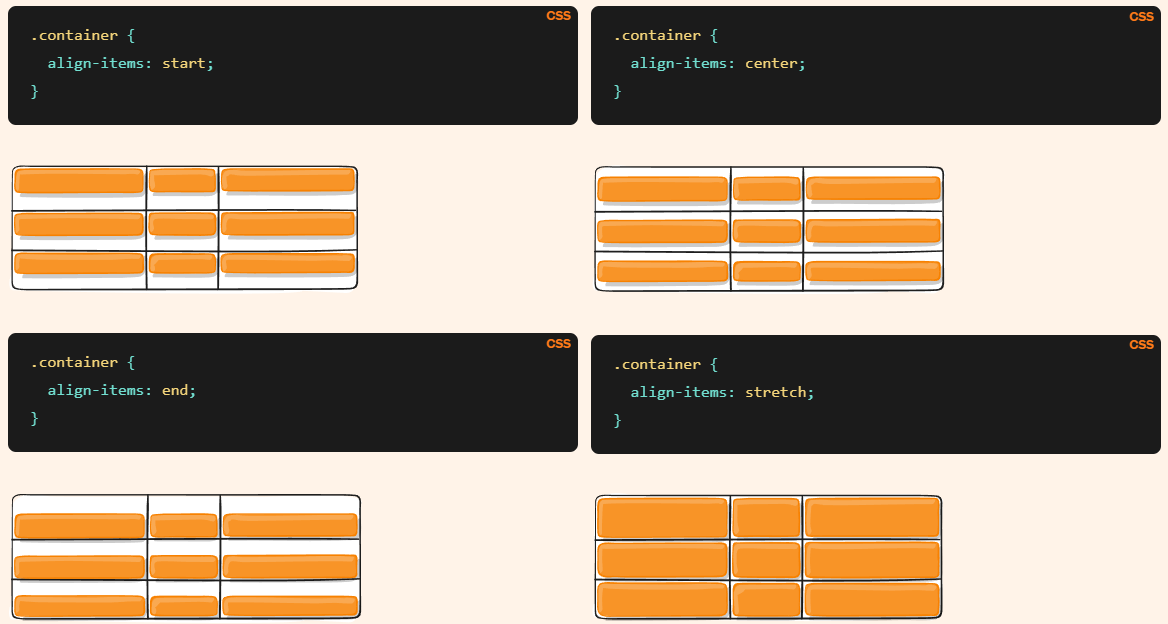 CSS
.container {
  align-items: start;
}
CSS
.container {
  align-items: center;
}
CSS
.container {
  align-items: end;
}
CSS
.container {
  align-items: stretch;
}